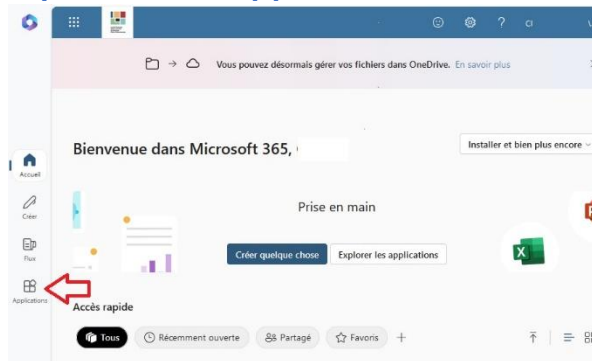 Vous pouvez désormais gérer vos fichiers dans OneDrive. En savoir plus
Bienvenue dans Microsoft 365,
Installer et bien plus encore
Accueil
Créer
Flux
Applications
Prise en main
Créer quelque chose
Explorer les applications
Accès rapide
Tous
Récemment ouverte
Partagé
Favoris